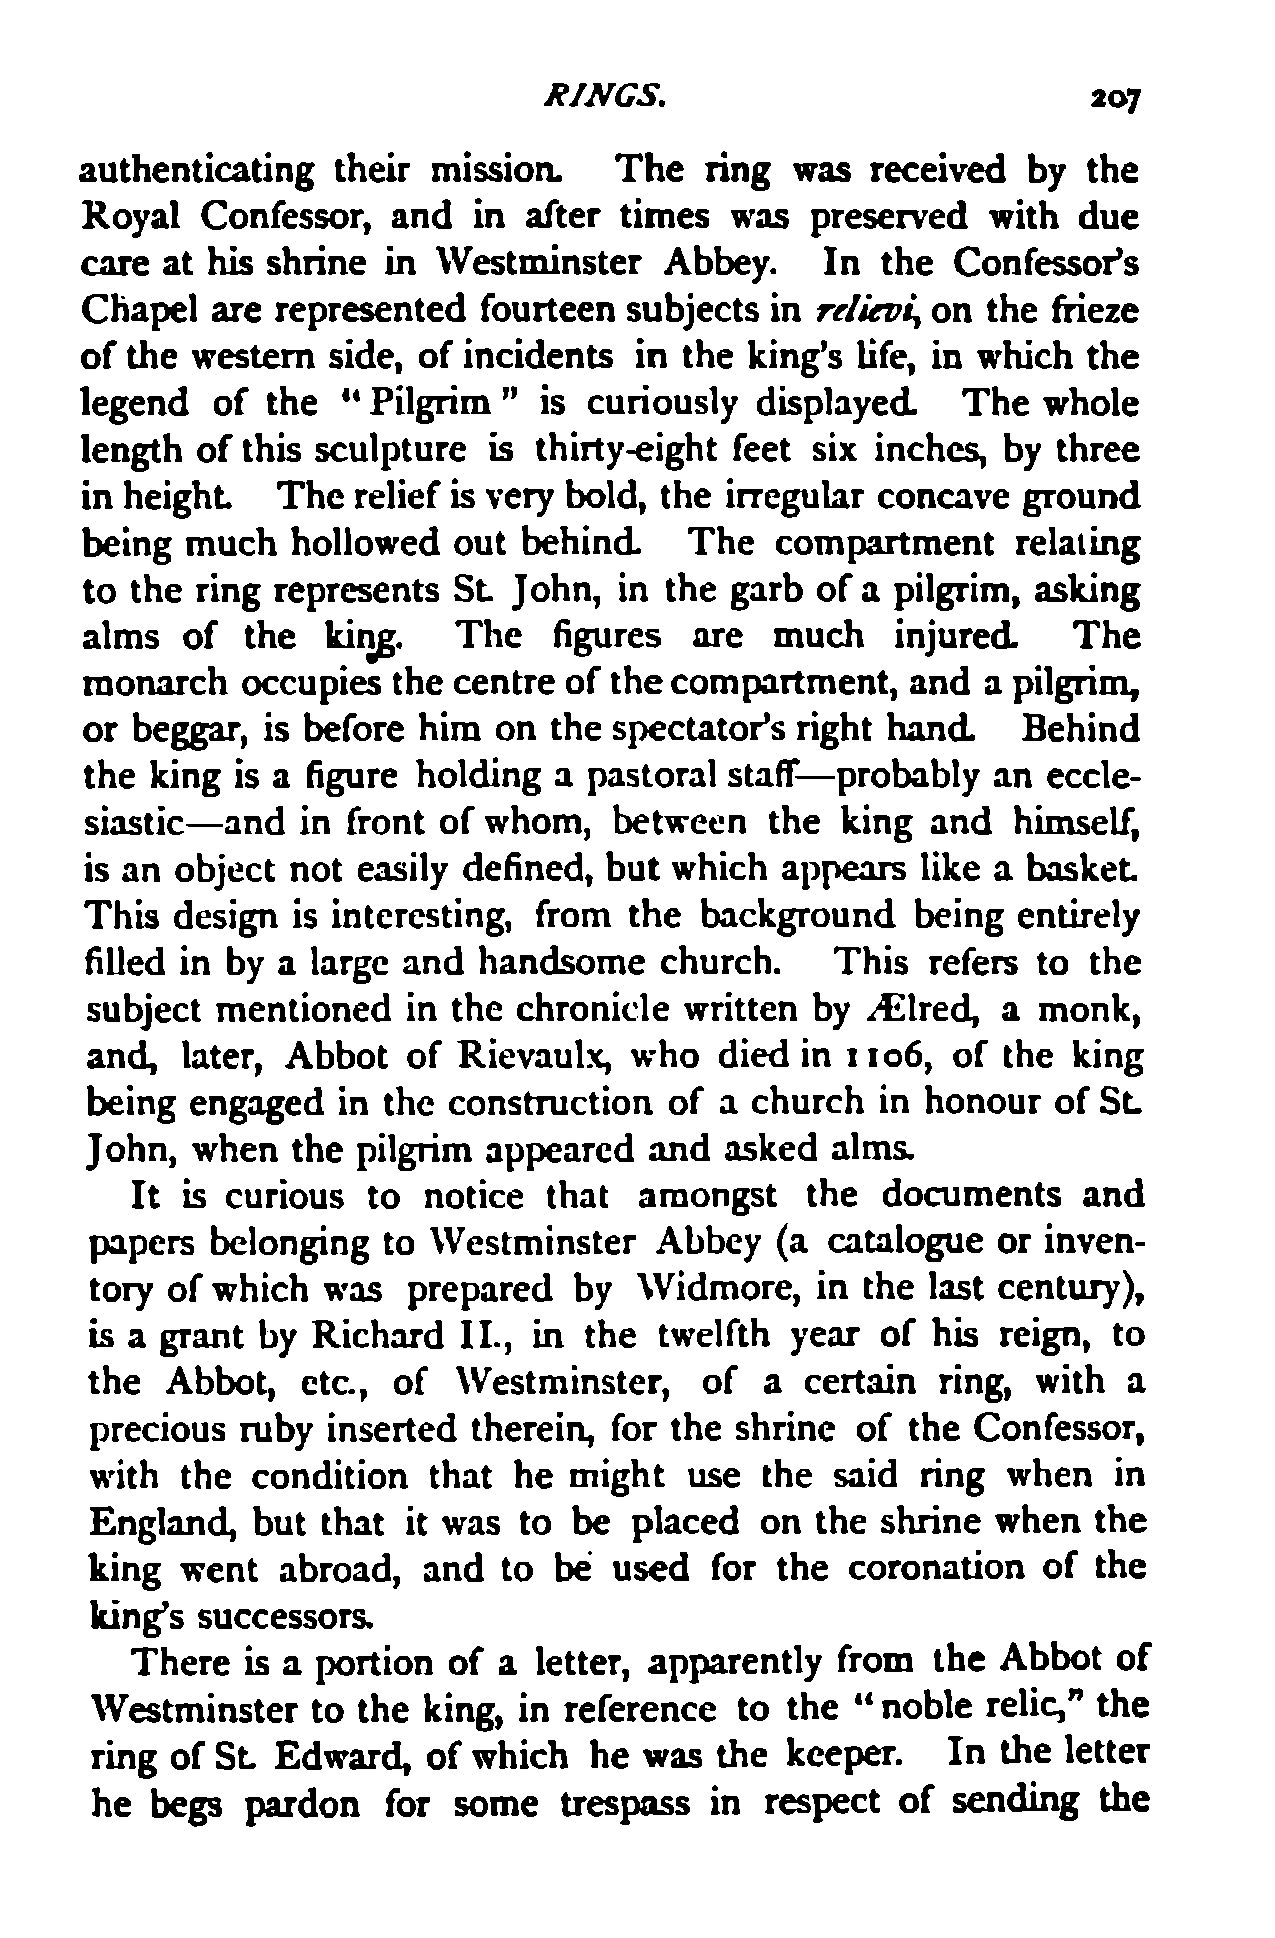 RINGS. 207
authenticating their mission. The ring was received by the
Royal Confessor, and in after times was preserved with due
care at his shrine in Westminster Abbey. In the Confessor's
Chapel are represented fourteen subjects in relievi, on the frieze
of the western side, of incidents in the king's life, in which the
legend of the "Pilgrim" is curiously displayed. The whole
length of this sculpture is thirty-eight feet six inches, by three
in height. The relief is very bold, the irregular concave ground
being much hollowed out behind. The compartment relating
to the ring represents St. John, in the garb of a pilgrim, asking
alms of the king. The figures are much injured. The
monarch occupies the centre of the compartment, and a pilgrim,
or beggar, is before him on the spectator's right hand. Behind
the king is a figure holding a pastoral staff—probably an eccle-
siastic—and in front of whom, between the king and himself,
is an object not easily defined, but which appears like a basket.
This design is interesting, from the background being entirely
filled in by a large and handsome church. This refers to the
subject mentioned in the chronicle written by Ælred, a monk,
and, later, Abbot of Rievaulx, who died in 1106, of the king
being engaged in the construction of a church in honour of St.
John, when the pilgrim appeared and asked alms.
It is curious to notice that amongst the documents and
papers belonging to Westminster Abbey (a catalogue or inven-
tory of which was prepared by Widmore, in the last century),
is a grant by Richard II., in the twelfth year of his reign, to
the Abbot, etc., of Westminster, of a certain ring, with a
precious ruby inserted therein, for the shrine of the Confessor,
with the condition that he might use the said ring when in
England, but that it was to be placed on the shrine when the
king went abroad, and to be used for the coronation of the
king's successors.
There is a portion of a letter, apparently from the Abbot of
Westminster to the king, in reference to the "noble relic," the
ring of St. Edward, of which he was the keeper. In the letter
he begs pardon for some trespass in respect of sending the